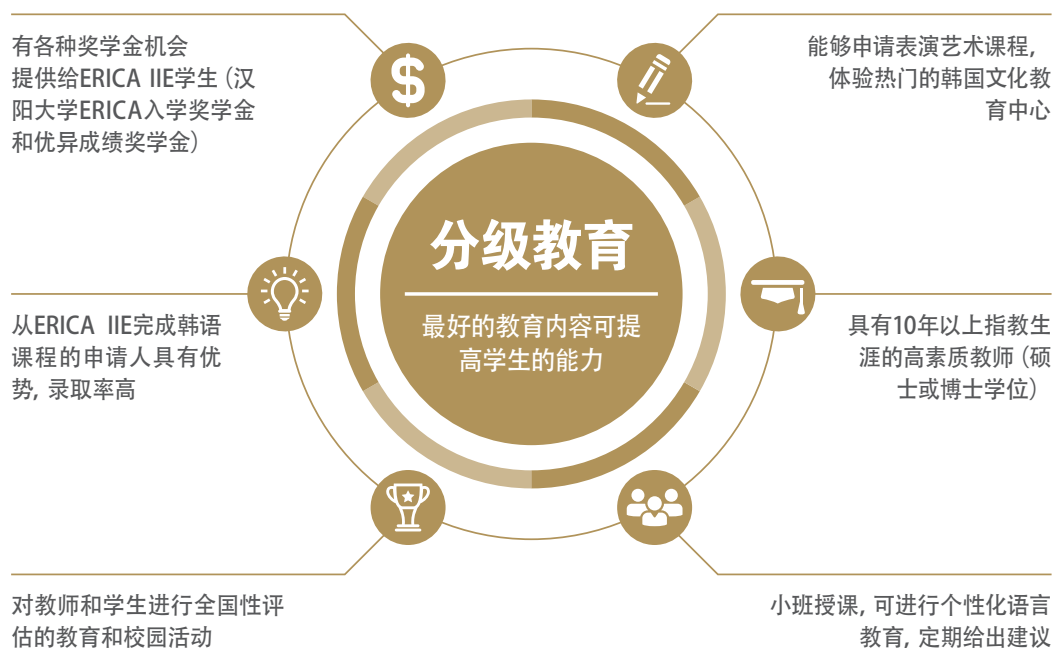 有各种奖学金机会
提供给ERICA IIE学生（汉
阳大学ERICA入学奖学金
和优异成绩奖学金）
能够申请表演艺术课程,
体验热门的韩国文化教
育中心
分级教育
最好的教育内容可提
高学生的能力
从ERICA IIE完成韩语
课程的申请人具有优
势, 录取率高
具有10年以上指教生
涯的高素质教师（硕
士或博士学位）
对教师和学生进行全国性评
估的教育和校园活动
小班授课, 可进行个性化语言
教育, 定期给出建议